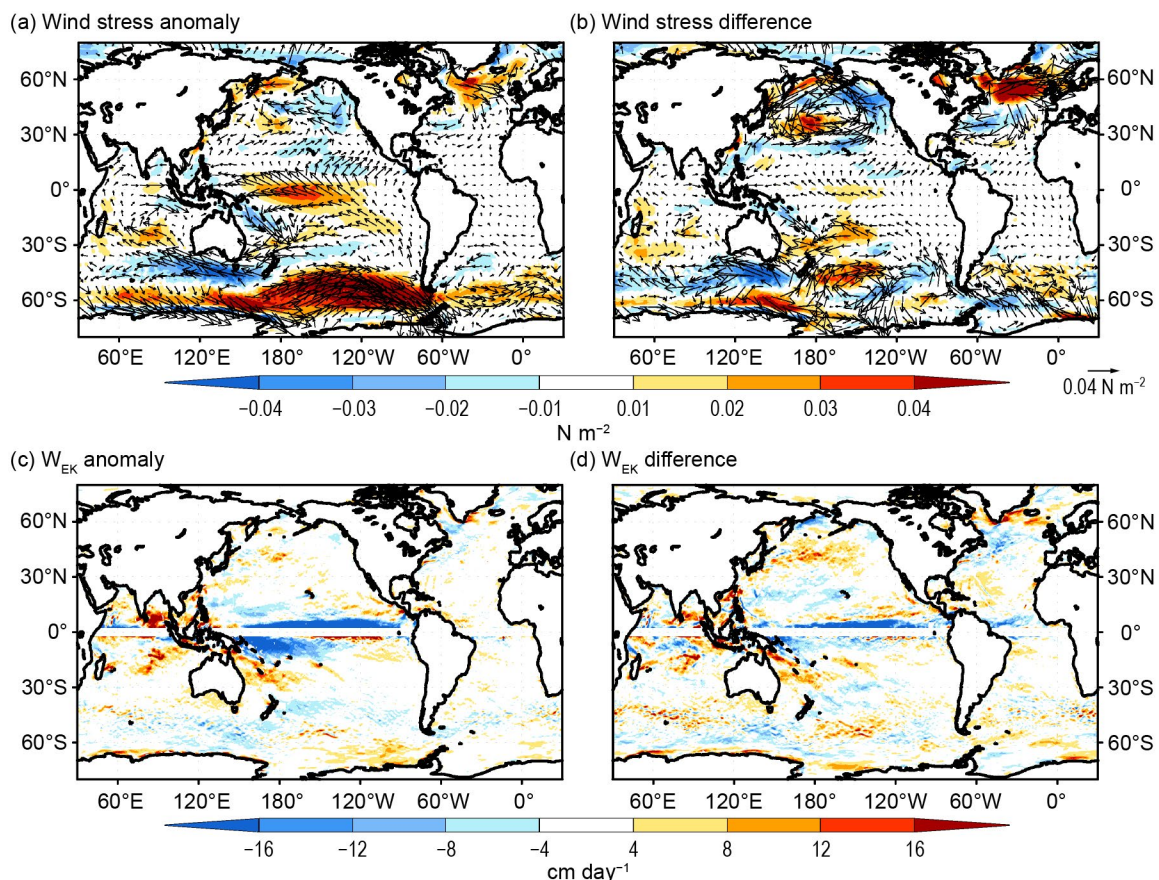 (a) Wind stress anomaly
(b) Wind stress difference
60°N
30°N
0°
30°S
60°S
60°N
30°N
0°
30°S
60°S
60°E 120°E 180° 120°W 60°W 0°
60°E 120°E 180° 120°W 60°W 0°
0.04 N m⁻²
−0.04 −0.03 −0.02 −0.01 0.01 0.02 0.03 0.04
N m⁻²
(c) W_EK anomaly
(d) W_EK difference
60°N
30°N
0°
30°S
60°S
60°N
30°N
0°
30°S
60°S
60°E 120°E 180° 120°W 60°W 0°
60°E 120°E 180° 120°W 60°W 0°
−16 −12 −8 −4 4 8 12 16
cm day⁻¹